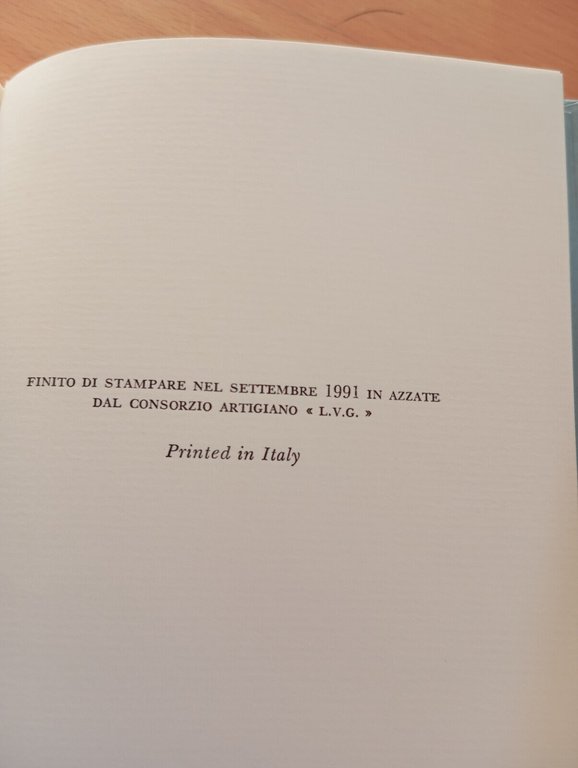 FINITO DI STAMPARE NEL SETTEMBRE 1991 IN AZZATE
DAL CONSORZIO ARTIGIANO « L.V.G. »
Printed in Italy